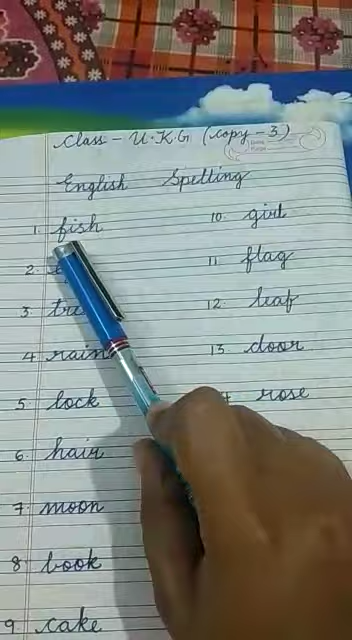 Class - U.K.G (copy - 3)
English Spelling
1. fish
2.
3. tre
4. rain
5. lock
6. hair
7. moon
8. book
9. cake
10. girl
11. flag
12. leaf
13. door
rose